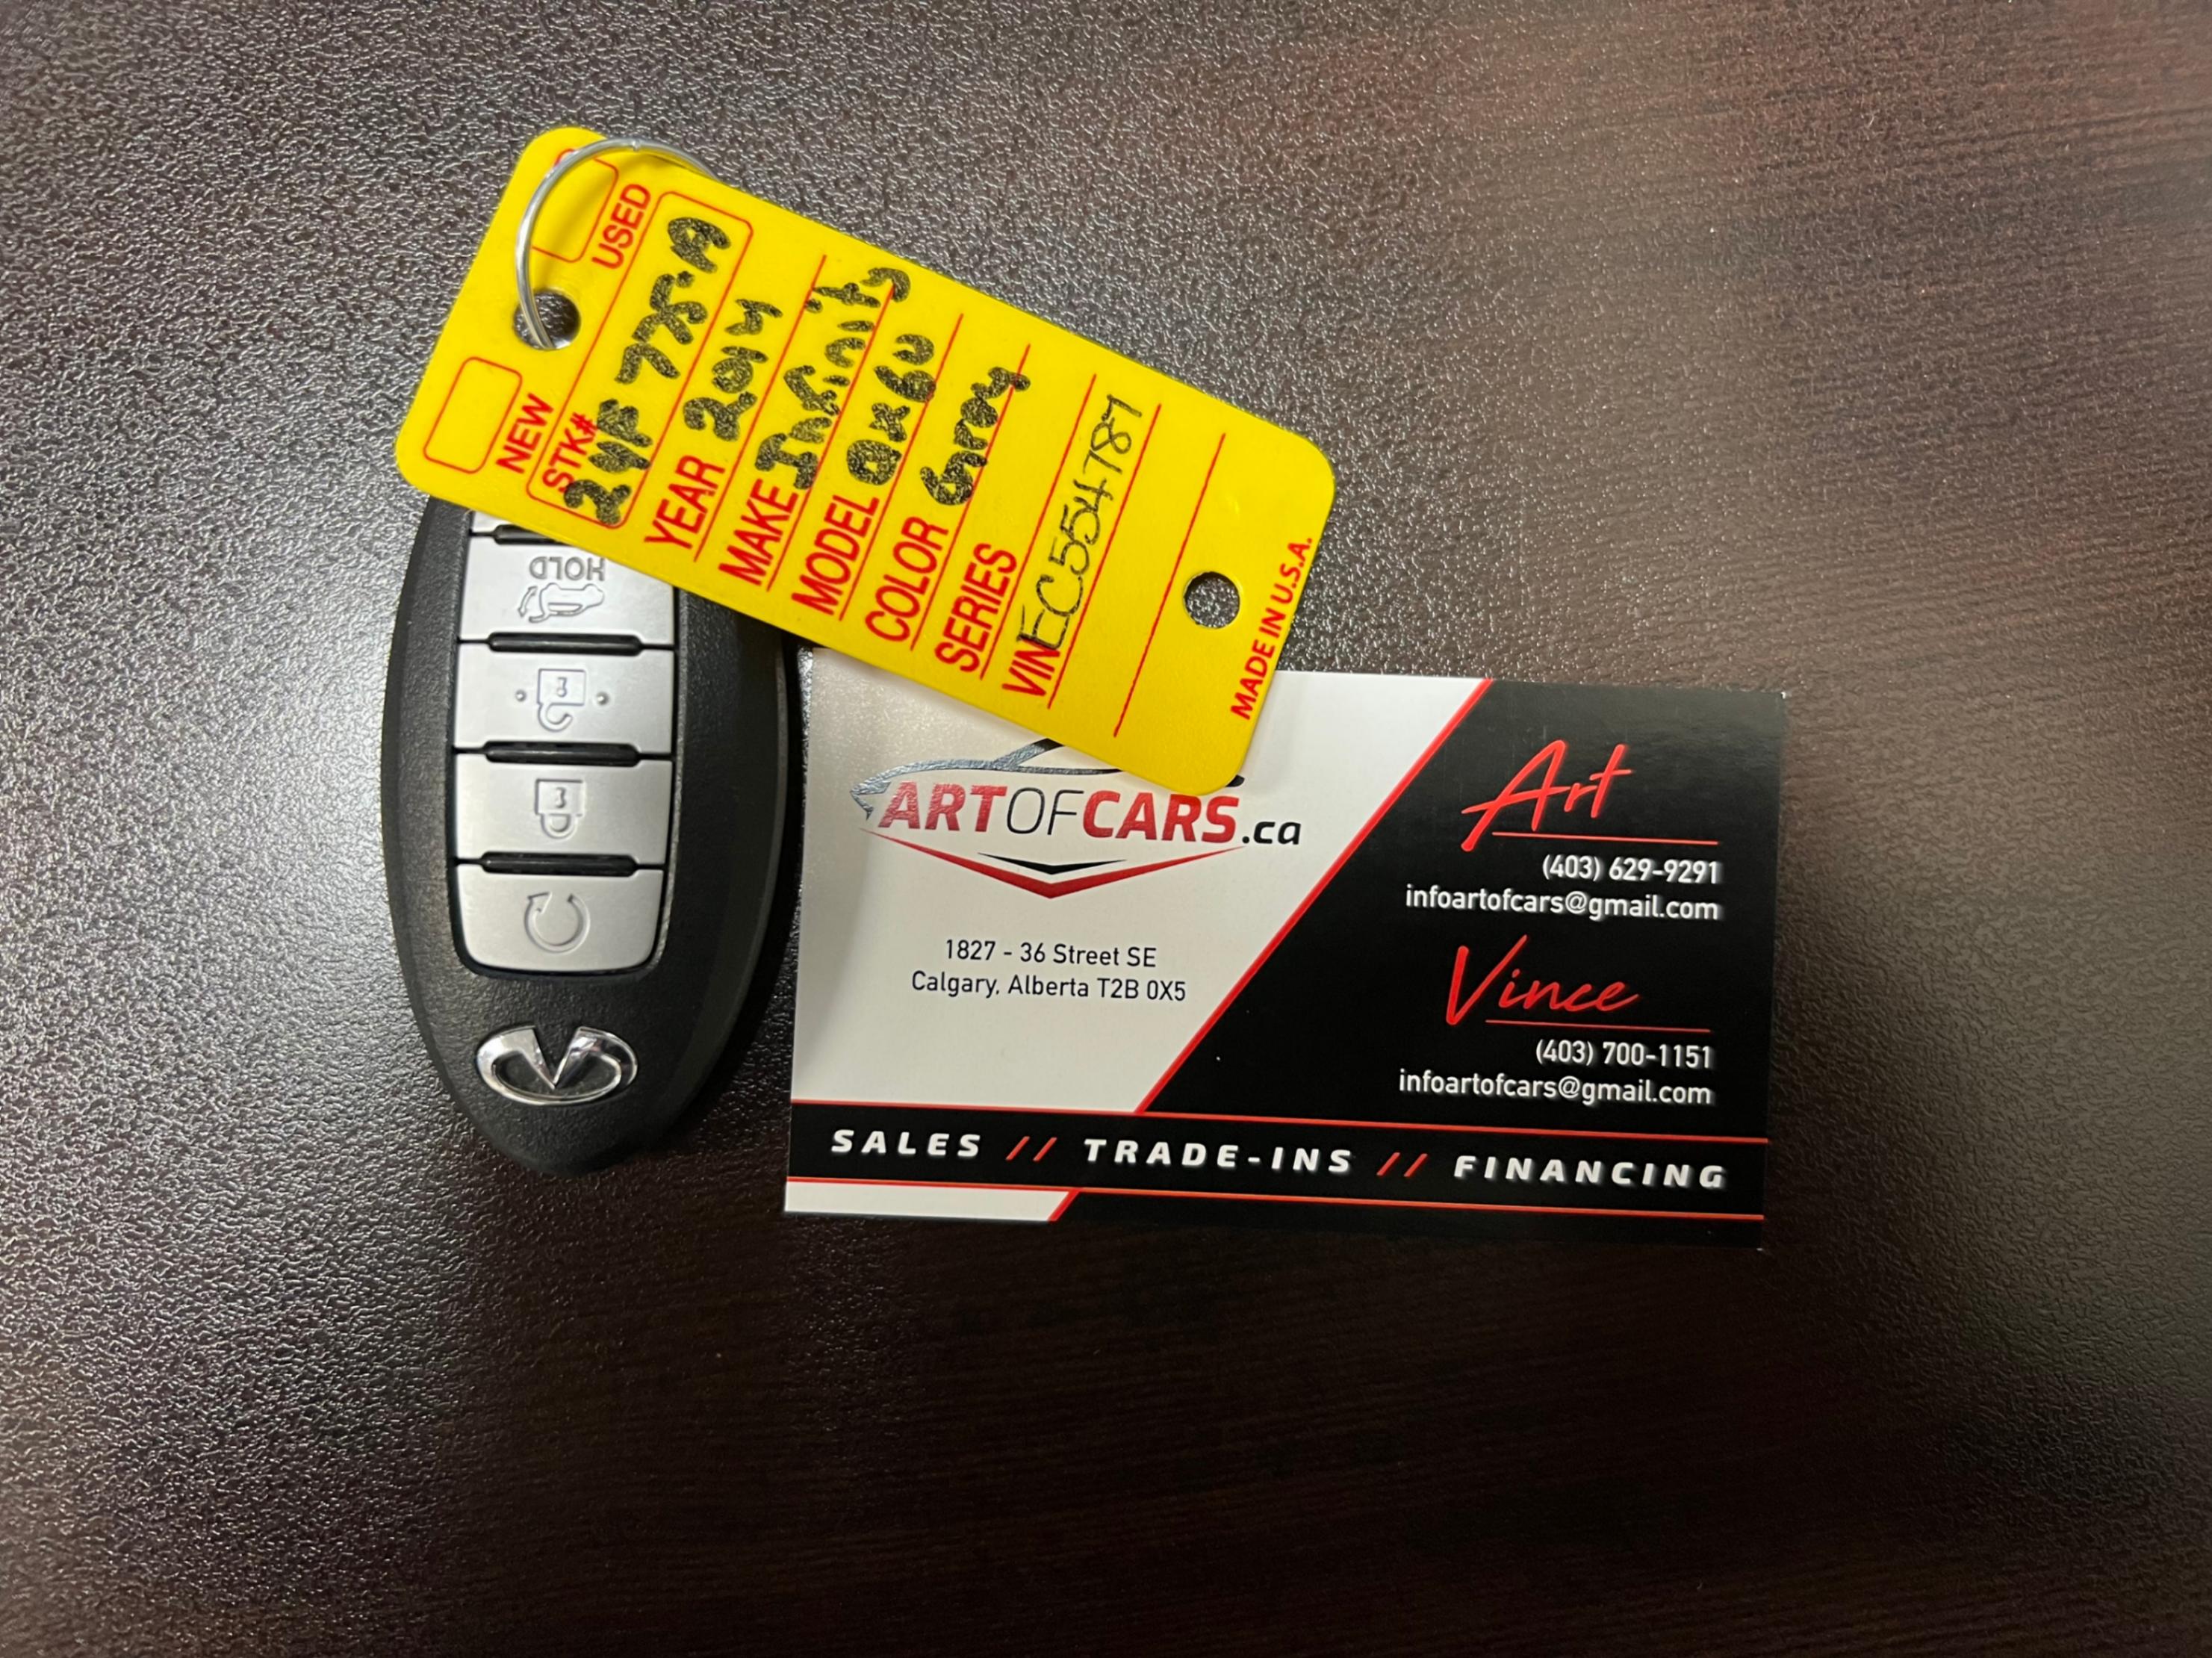 USED
NEW
STK# 24F 775-A
YEAR 2014
MAKE Infinity
MODEL QX60
COLOR Grey
SERIES
VIN EC554787
MADE IN U.S.A.
HOLD
ARTOFCARS.ca
1827 - 36 Street SE
Calgary, Alberta T2B 0X5
Art
(403) 629-9291
infoartofcars@gmail.com
Vince
(403) 700-1151
infoartofcars@gmail.com
SALES // TRADE-INS // FINANCING